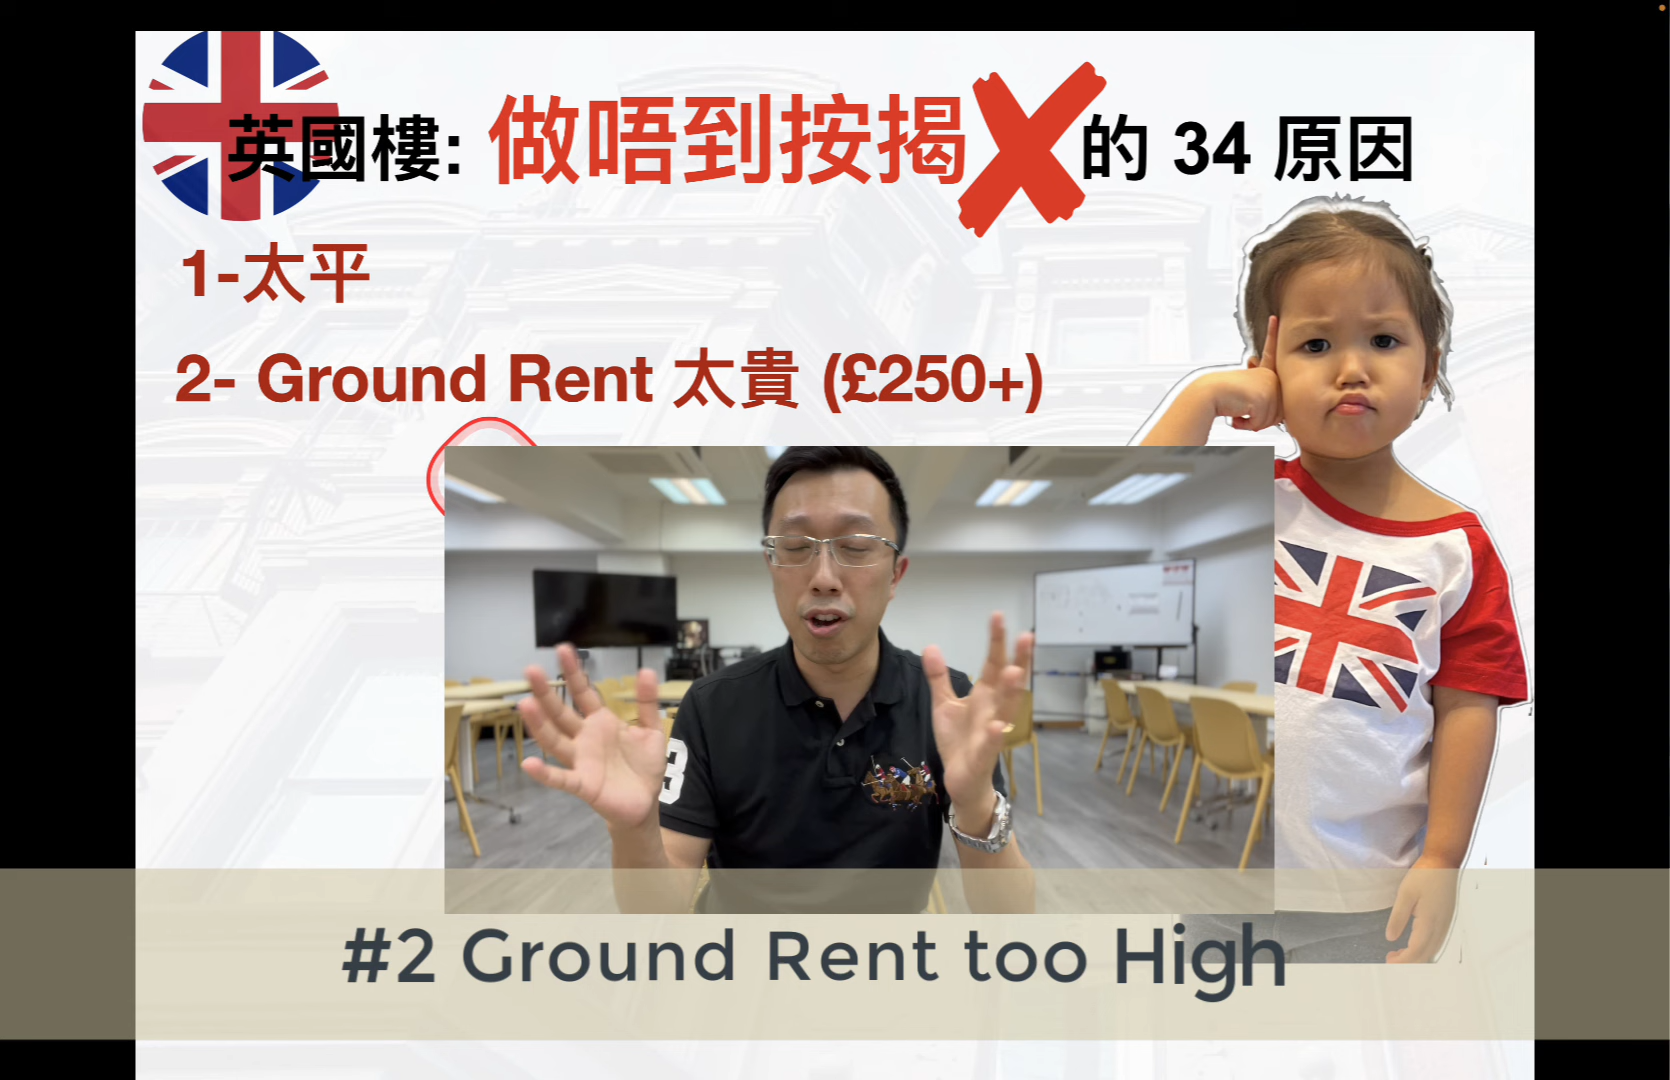 英國樓: 做唔到按揭 的 34 原因
1-太平
2- Ground Rent 太貴 (£250+)
3
#2 Ground Rent too High